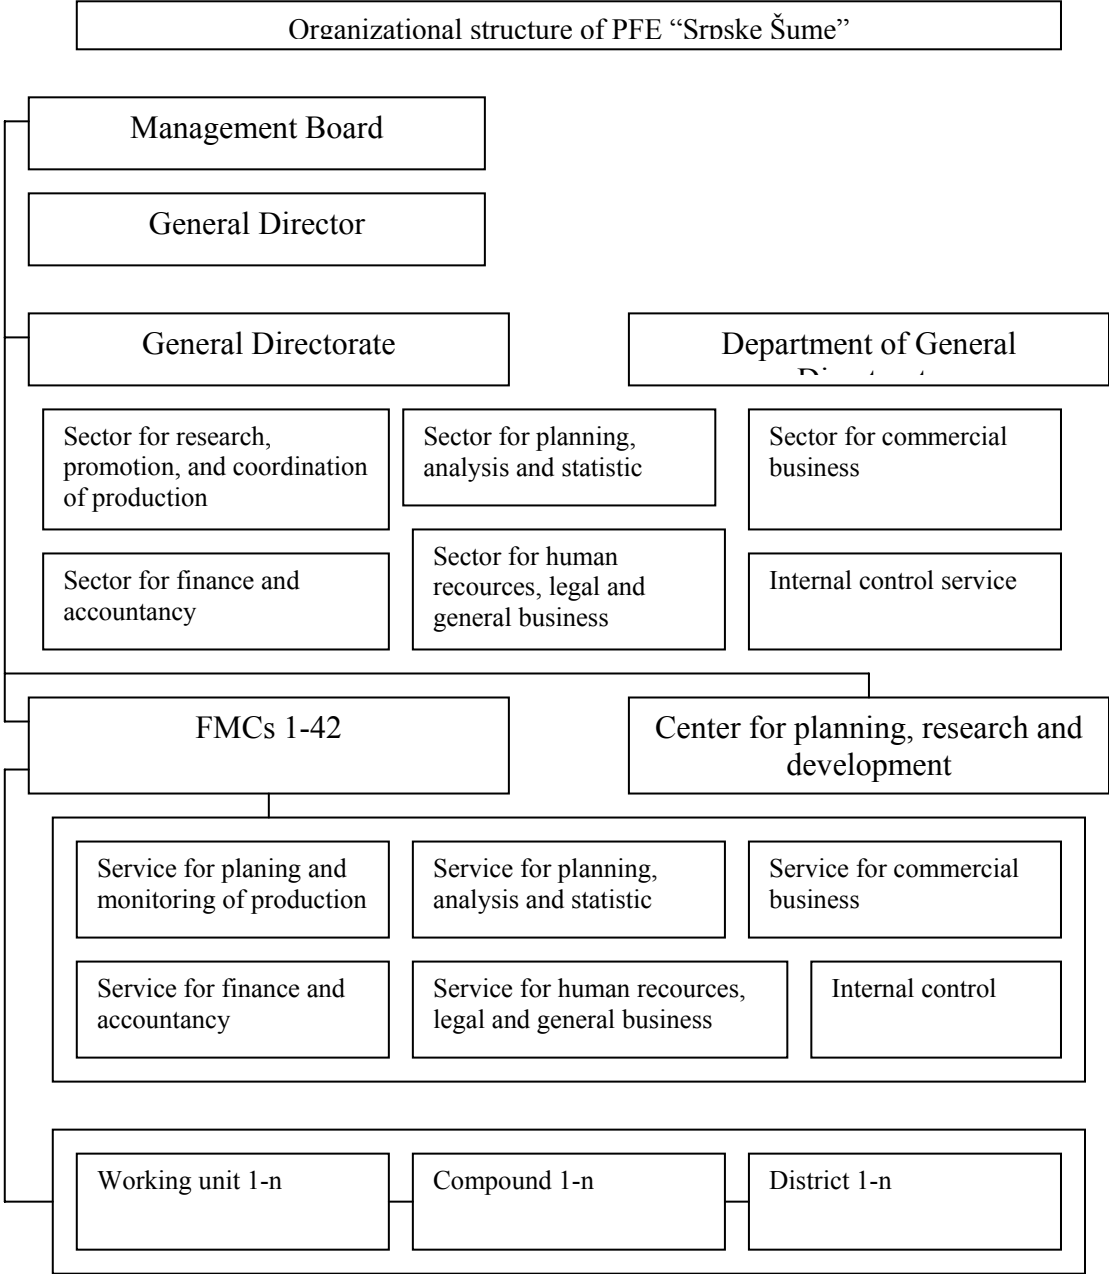 Organizational structure of PFE “Srpske Šume”
Management Board
General Director
General Directorate
Department of General
Sector for research,
promotion, and coordination
of production
Sector for planning,
analysis and statistic
Sector for commercial
business
Sector for finance and
accountancy
Sector for human
recources, legal and
general business
Internal control service
FMCs 1-42
Center for planning, research and
development
Service for planing and
monitoring of production
Service for planning,
analysis and statistic
Service for commercial
business
Service for finance and
accountancy
Service for human recources,
legal and general business
Internal control
Working unit 1-n
Compound 1-n
District 1-n